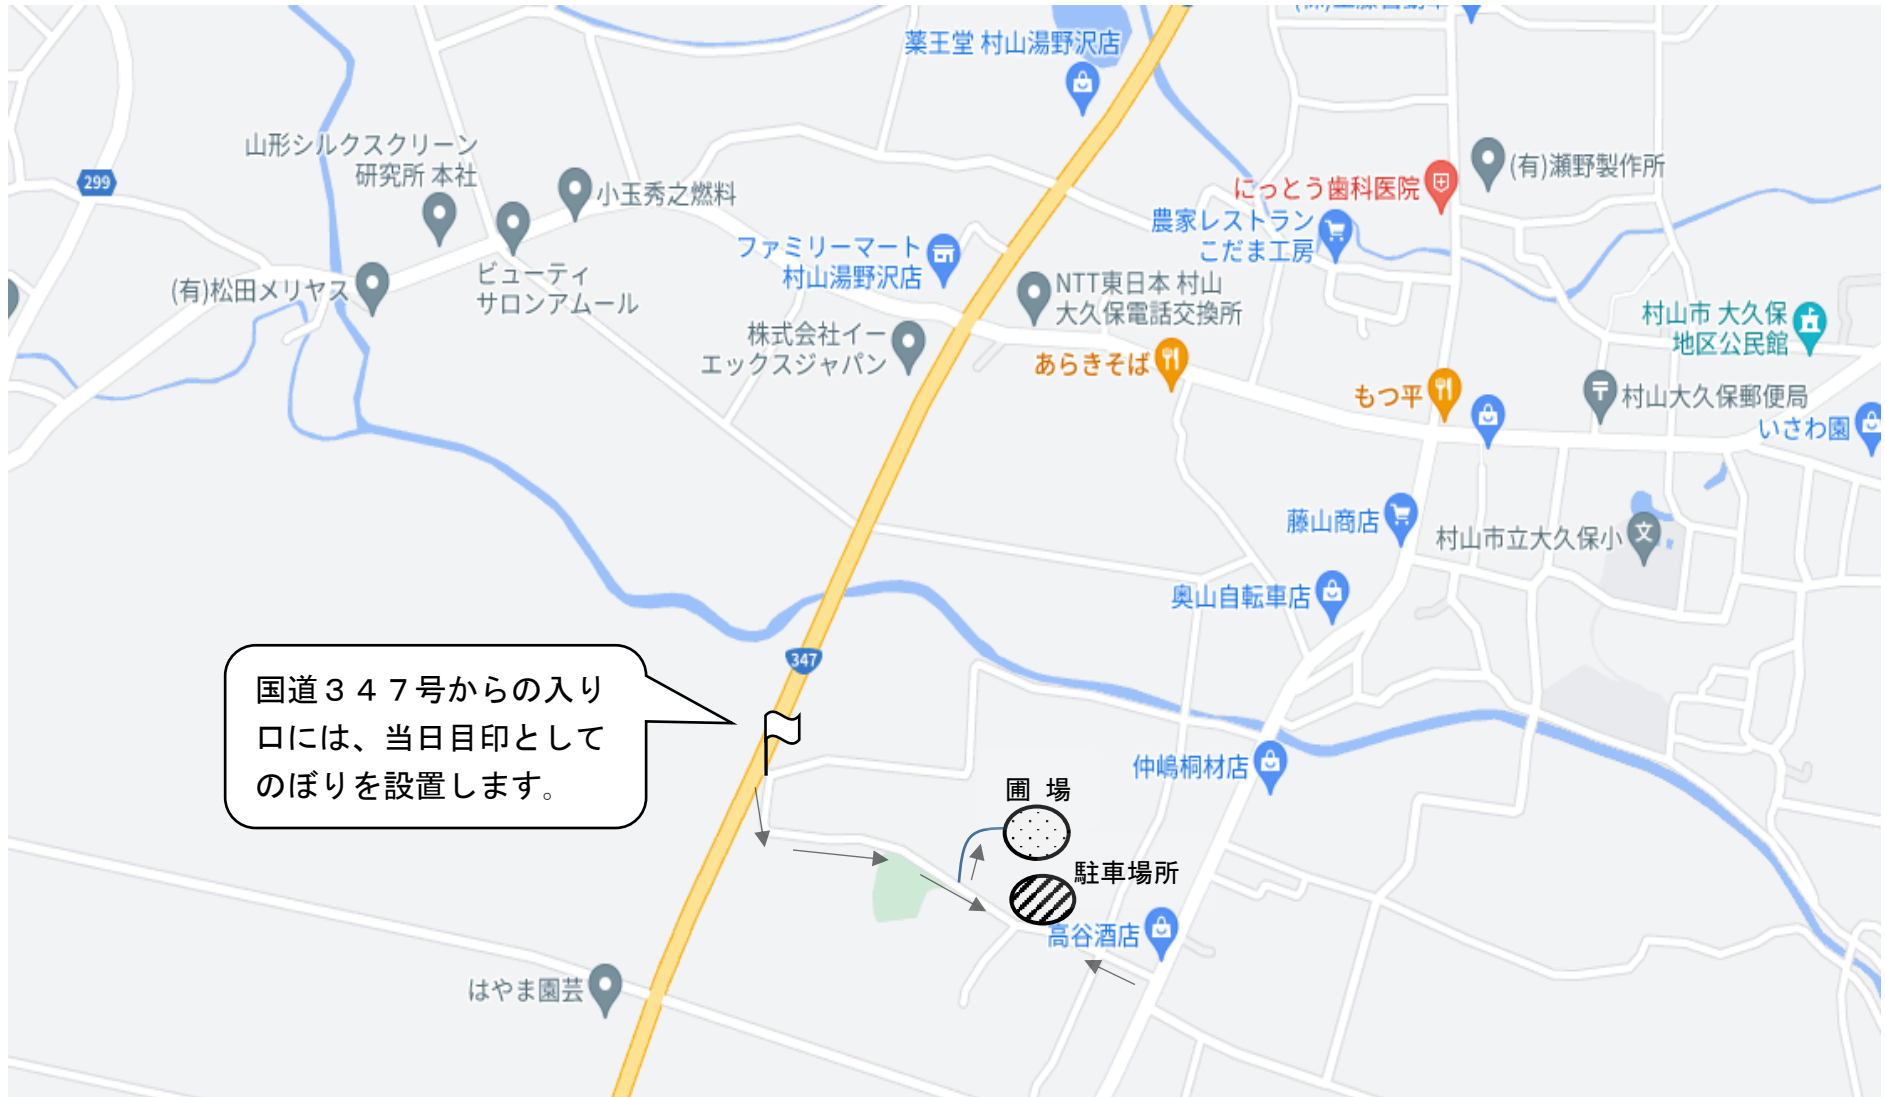 薬王堂 村山湯野沢店
山形シルクスクリーン
研究所 本社
299
小玉秀之燃料
(有)瀬野製作所
にっとう歯科医院
農家レストラン
こだま工房
ファミリーマート
村山湯野沢店
(有)松田メリヤス
ビューティ
サロンアムール
NTT東日本 村山
大久保電話交換所
村山市 大久保
地区公民館
株式会社イー
エックスジャパン
あらきそば
もつ平
村山大久保郵便局
いさわ園
藤山商店
村山市立大久保小
文
奥山自転車店
347
国道３４７号からの入り
口には、当日目印として
のぼりを設置します。
仲嶋桐材店
圃 場
駐車場所
高谷酒店
はやま園芸